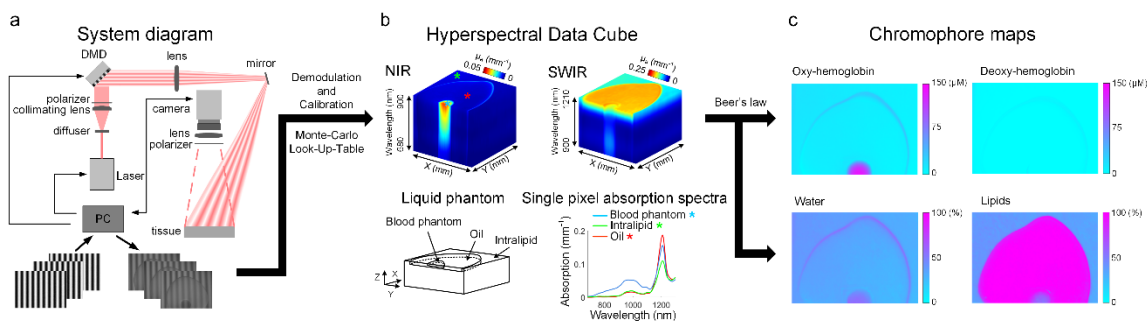 a
System diagram
DMD
lens
mirror
polarizer
collimating lens
camera
diffuser
lens
polarizer
Laser
PC
tissue
Demodulation
and
Calibration
Monte-Carlo
Look-Up-Table
b
Hyperspectral Data Cube
NIR
μₐ (mm⁻¹)
0.05
0
*
*
Wavelength (nm)
900
680
X (mm)
Y (mm)
SWIR
μₐ (mm⁻¹)
0.25
0
Wavelength (nm)
1210
900
X (mm)
Y (mm)
Liquid phantom
Blood phantom
Oil
Intralipid
Z
X
Y
Single pixel absorption spectra
Blood phantom *
Intralipid *
Oil *
Absorption (mm⁻¹)
0.2
0.1
0
800
1000
1200
Wavelength (nm)
Beer's law
c
Chromophore maps
Oxy-hemoglobin
150 (μM)
75
0
Deoxy-hemoglobin
150 (μM)
75
0
Water
100 (%)
50
0
Lipids
100 (%)
50
0